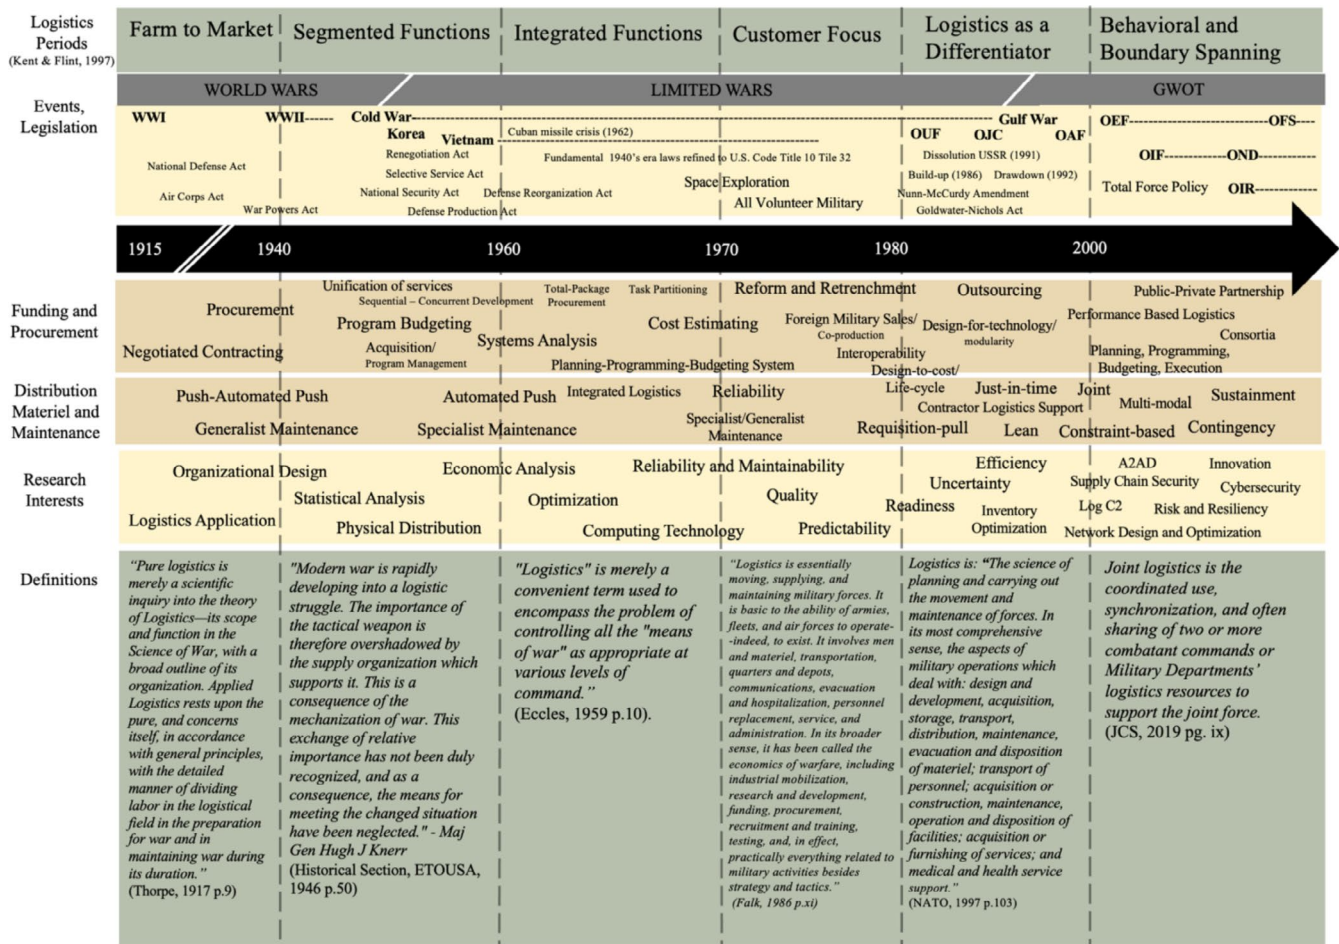 Logistics
Periods
(Kent & Flint, 1997)
Farm to Market
Segmented Functions
Integrated Functions
Customer Focus
Logistics as a
Differentiator
Behavioral and
Boundary Spanning
WORLD WARS
LIMITED WARS
GWOT
Events,
Legislation
WWI
WWII------
Cold War
Gulf War
OEF
OFS---
Korea
Vietnam
Cuban missile crisis (1962)
OUF
OJC
OAF
Renegotiation Act
Fundamental 1940's era laws refined to U.S. Code Title 10 Tile 32
Dissolution USSR (1991)
OIF
OND
National Defense Act
Selective Service Act
Space Exploration
Build-up (1986)
Drawdown (1992)
Total Force Policy
OIR
Air Corps Act
National Security Act
Defense Reorganization Act
All Volunteer Military
Nunn-McCurdy Amendment
War Powers Act
Defense Production Act
Goldwater-Nichols Act
1915
1940
1960
1970
1980
2000
Funding and
Procurement
Procurement
Negotiated Contracting
Unification of services
Sequential – Concurrent Development
Program Budgeting
Acquisition/
Program Management
Systems Analysis
Total-Package
Procurement
Task Partitioning
Cost Estimating
Planning-Programming-Budgeting System
Reform and Retrenchment
Foreign Military Sales/
Co-production
Interoperability
Design-to-cost/
Life-cycle
Outsourcing
Design-for-technology/
modularity
Public-Private Partnership
Performance Based Logistics
Consortia
Planning, Programming,
Budgeting, Execution
Distribution
Materiel and
Maintenance
Push-Automated Push
Generalist Maintenance
Automated Push
Specialist Maintenance
Integrated Logistics
Reliability
Specialist/Generalist
Maintenance
Requisition-pull
Just-in-time
Contractor Logistics Support
Lean
Joint
Multi-modal
Sustainment
Constraint-based
Contingency
Research
Interests
Organizational Design
Logistics Application
Statistical Analysis
Physical Distribution
Economic Analysis
Optimization
Computing Technology
Reliability and Maintainability
Quality
Predictability
Readiness
Efficiency
Uncertainty
Inventory
Optimization
A2AD
Innovation
Supply Chain Security
Cybersecurity
Log C2
Risk and Resiliency
Network Design and Optimization
Definitions
“Pure logistics is
merely a scientific
inquiry into the theory
of Logistics—its scope
and function in the
Science of War, with a
broad outline of its
organization. Applied
Logistics rests upon the
pure, and concerns
itself, in accordance
with general principles,
with the detailed
manner of dividing
labor in the logistical
field in the preparation
for war and in
maintaining war during
its duration.”
(Thorpe, 1917 p.9)
"Modern war is rapidly
developing into a logistic
struggle. The importance of
the tactical weapon is
therefore overshadowed by
the supply organization which
supports it. This is a
consequence of the
mechanization of war. This
exchange of relative
importance has not been duly
recognized, and as a
consequence, the means for
meeting the changed situation
have been neglected." - Maj
Gen Hugh J Knerr
(Historical Section, ETOUSA,
1946 p.50)
"Logistics" is merely a
convenient term used to
encompass the problem of
controlling all the "means
of war" as appropriate at
various levels of
command.”
(Eccles, 1959 p.10).
“Logistics is essentially
moving, supplying, and
maintaining military forces. It
is basic to the ability of armies,
fleets, and air forces to operate-
-indeed, to exist. It involves men
and materiel, transportation,
quarters and depots,
communications, evacuation
and hospitalization, personnel
replacement, service, and
administration. In its broader
sense, it has been called the
economics of warfare, including
industrial mobilization,
research and development,
funding, procurement,
recruitment and training,
testing, and, in effect,
practically everything related to
military activities besides
strategy and tactics.”
(Falk, 1986 p.xi)
Logistics is: “The science of
planning and carrying out
the movement and
maintenance of forces. In
its most comprehensive
sense, the aspects of
military operations which
deal with: design and
development, acquisition,
storage, transport,
distribution, maintenance,
evacuation and disposition
of materiel; transport of
personnel; acquisition or
construction, maintenance,
operation and disposition of
facilities; acquisition or
furnishing of services; and
medical and health service
support.”
(NATO, 1997 p.103)
Joint logistics is the
coordinated use,
synchronization, and often
sharing of two or more
combatant commands or
Military Departments’
logistics resources to
support the joint force.
(JCS, 2019 pg. ix)